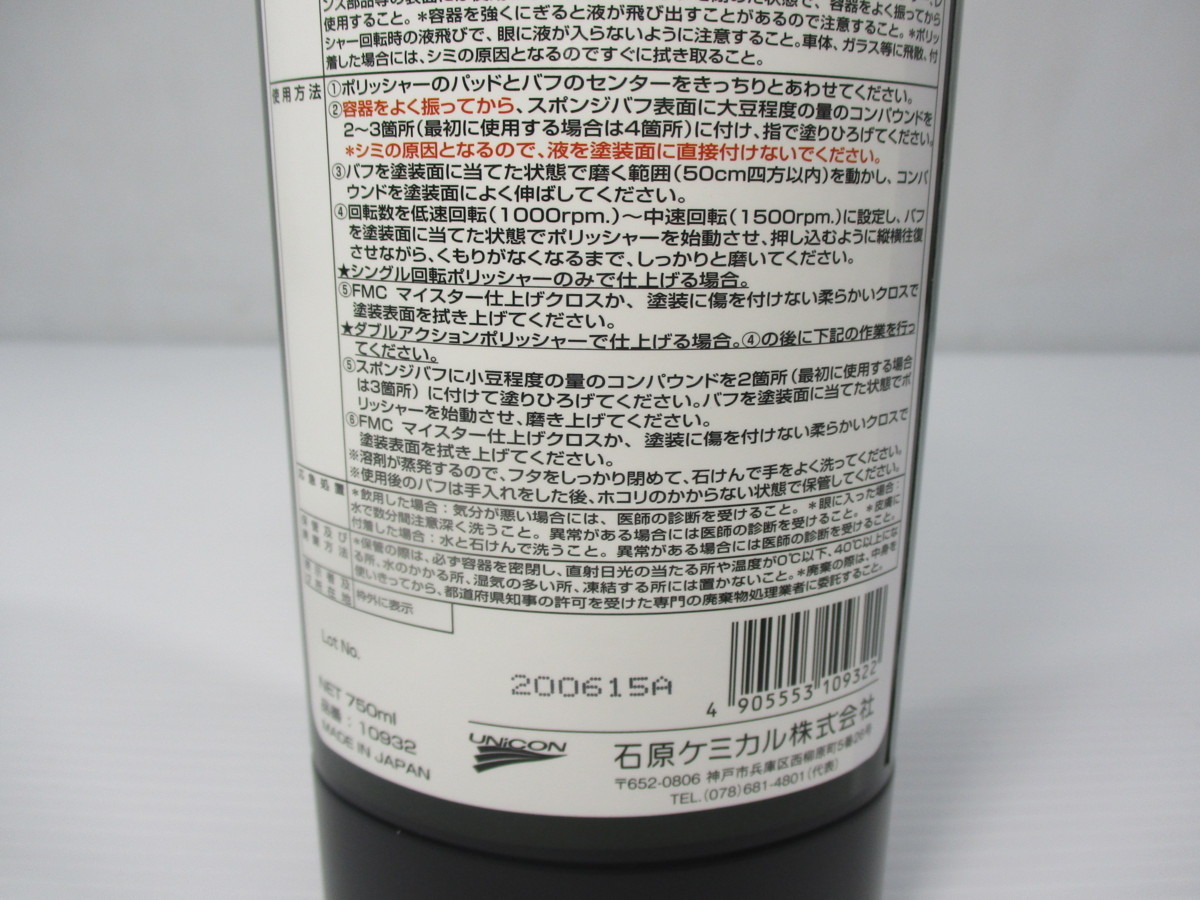 使用すること。*容器を強くにぎると液が飛び出すことがあるので注意すること。*ポリッ
シャー回転時の液飛びで、眼に液が入らないように注意すること。車体、ガラス等に飛散、付
着した場合には、シミの原因となるのですぐに拭き取ること。
使用方法
①ポリッシャーのパッドとバフのセンターをきっちりとあわせてください。
②容器をよく振ってから、スポンジバフ表面に大豆程度の量のコンパウンドを
2〜3箇所(最初に使用する場合は4箇所)に付け、指で塗りひろげてください。
*シミの原因となるので、液を塗装面に直接付けないでください。
③バフを塗装面に当てた状態で磨く範囲(50cm四方以内)を動かし、コンパ
ウンドを塗装面によく伸ばしてください。
④回転数を低速回転(1000rpm.)〜中速回転(1500rpm.)に設定し、バフ
を塗装面に当てた状態でポリッシャーを始動させ、押し込むように縦横往復
させながら、くもりがなくなるまで、しっかりと磨いてください。
★シングル回転ポリッシャーのみで仕上げる場合。
⑤FMC マイスター仕上げクロスか、塗装に傷を付けない柔らかいクロスで
塗装表面を拭き上げてください。
★ダブルアクションポリッシャーで仕上げる場合。④の後に下記の作業を行っ
てください。
⑤スポンジバフに小豆程度の量のコンパウンドを2箇所(最初に使用する場合
は3箇所)に付けて塗りひろげてください。バフを塗装面に当てた状態でポ
リッシャーを始動させ、磨き上げてください。
⑥FMC マイスター仕上げクロスか、塗装に傷を付けない柔らかいクロスで
塗装表面を拭き上げてください。
※溶剤が蒸発するので、フタをしっかり閉めて、石けんで手をよく洗ってください。
※使用後のバフは手入れをした後、ホコリのかからない状態で保管してください。
応急処置
*飲用した場合:気分が悪い場合には、医師の診断を受けること。*眼に入った場合:
水で数分間注意深く洗うこと。異常がある場合には医師の診断を受けること。*皮膚に
付着した場合:水と石けんで洗うこと。異常がある場合には医師の診断を受けること。
保管及び
廃棄方法
*保管の際は、必ず容器を密閉し、直射日光の当たる所や温度が0℃以下、40℃以上にな
る所、水のかかる所、湿気の多い所、凍結する所には置かないこと。*廃棄の際は、中身を
使いきってから、都道府県知事の許可を受けた専門の廃棄物処理業者に委託すること。
枠外に表示
Lot No.
200615A
NET 750ml
品番:10932
MADE IN JAPAN
4 905553 109322
UNICON
石原ケミカル株式会社
〒652-0806 神戸市兵庫区西柳原町5番26号
TEL.(078)681-4801(代表)